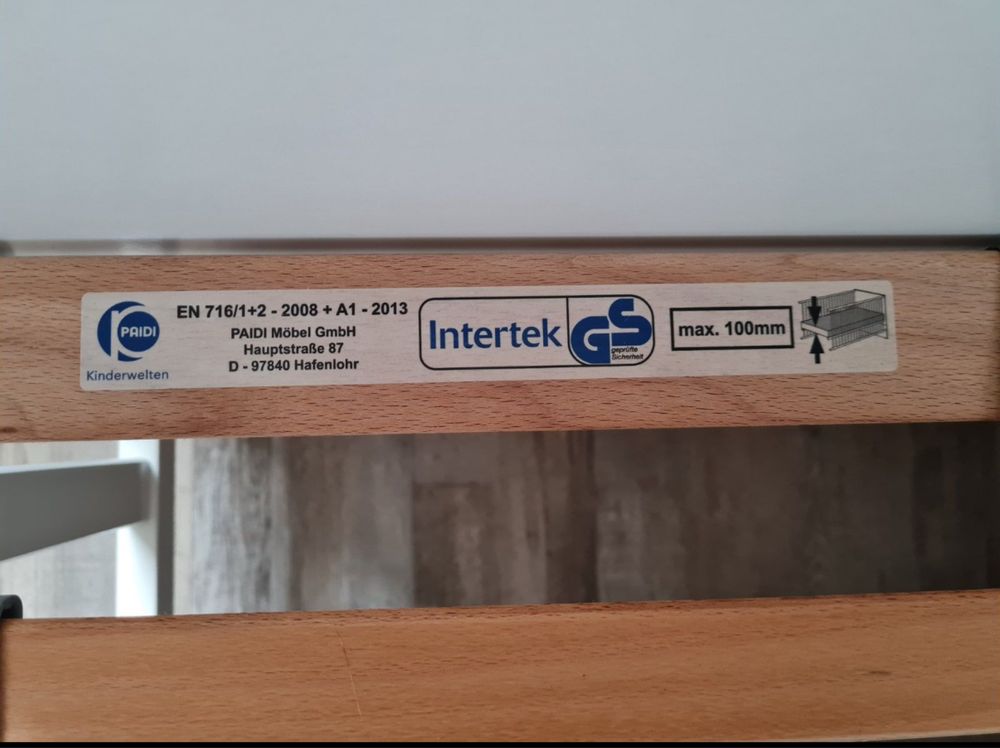 PAIDI
Kinderwelten
EN 716/1+2 - 2008 + A1 - 2013
PAIDI Möbel GmbH
Hauptstraße 87
D - 97840 Hafenlohr
Intertek
GS
geprüfte
Sicherheit
max. 100mm